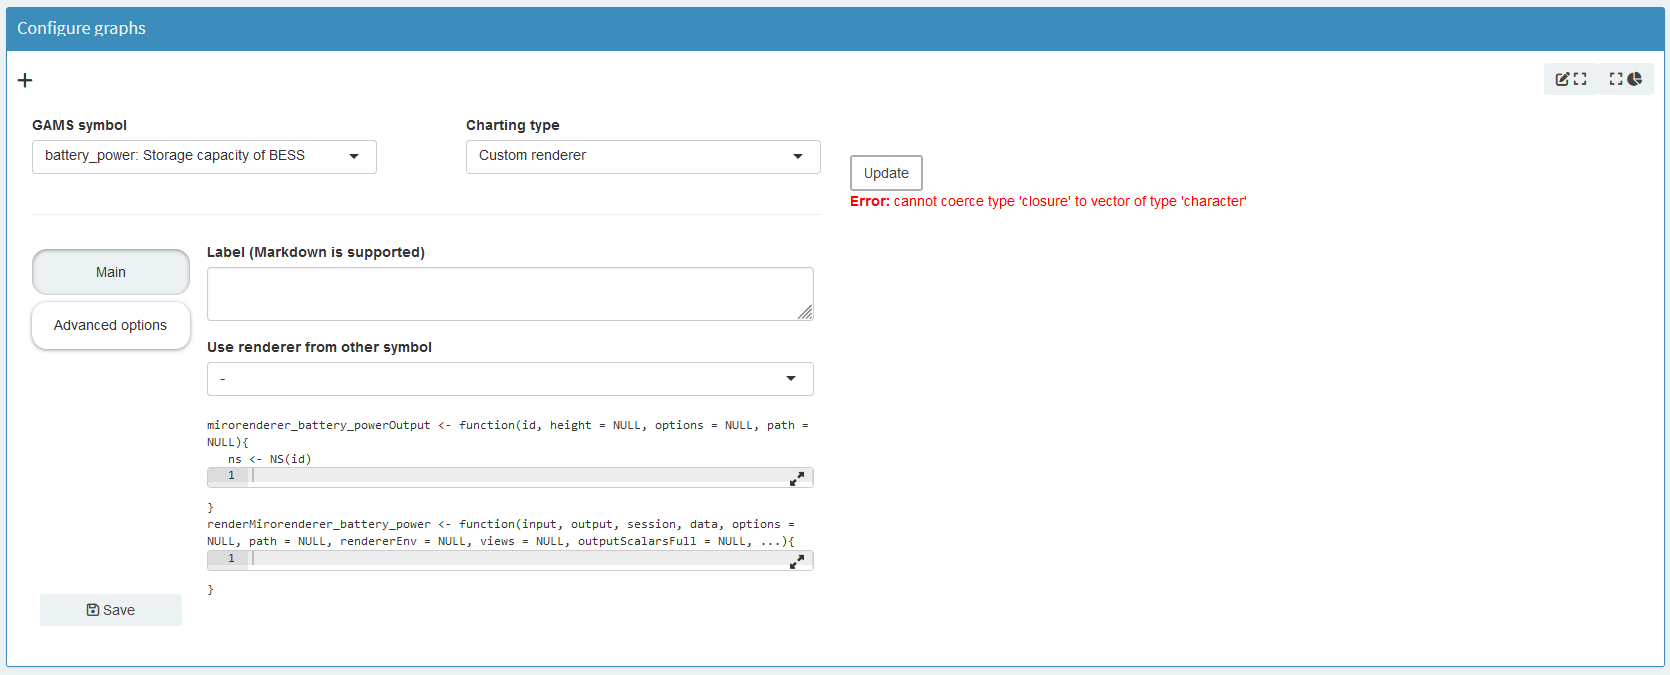 Configure graphs
GAMS symbol
Charting type
battery_power: Storage capacity of BESS
Custom renderer
Update
Error: cannot coerce type 'closure' to vector of type 'character'
Main
Advanced options
Label (Markdown is supported)
Use renderer from other symbol
-
mirorenderer_battery_powerOutput <- function(id, height = NULL, options = NULL, path =
NULL){
   ns <- NS(id)
1
}
renderMirorenderer_battery_power <- function(input, output, session, data, options =
NULL, path = NULL, rendererEnv = NULL, views = NULL, outputScalarsFull = NULL, ...){
1
}
Save